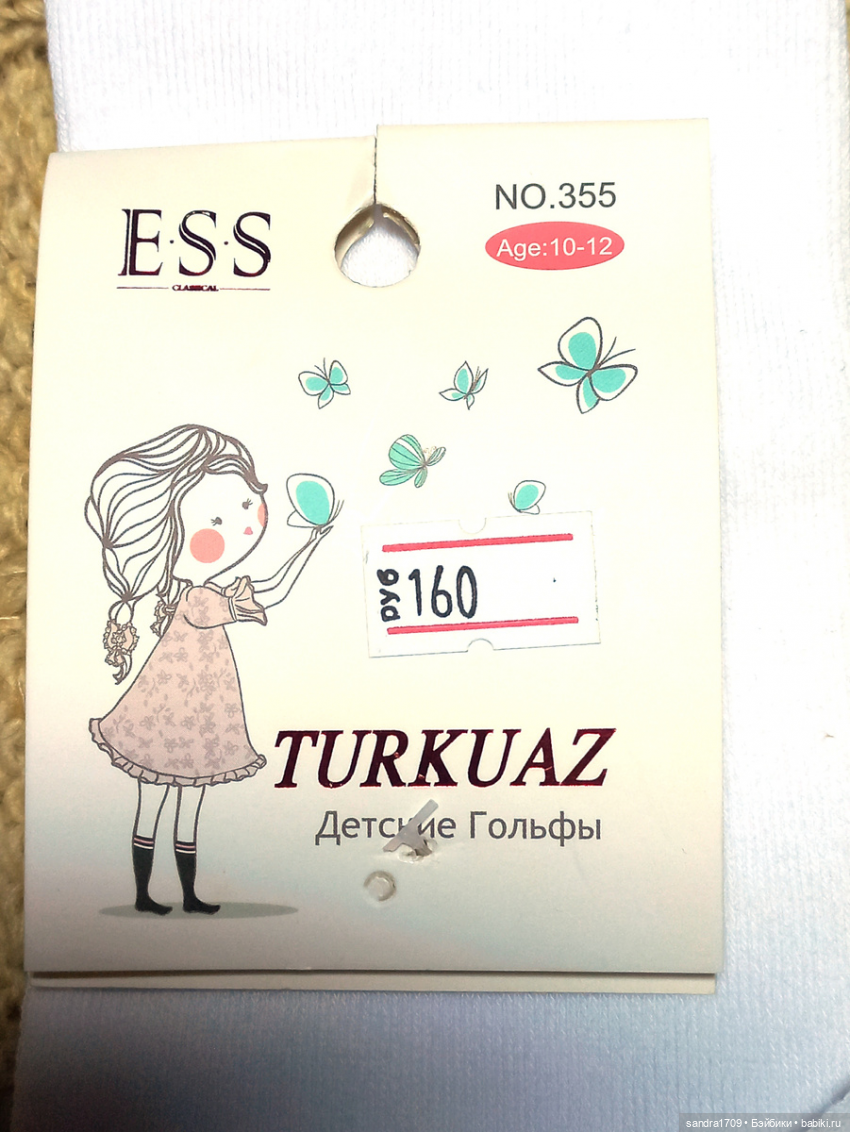 E·S·S
CLASSICAL
NO.355
Age:10-12
руб 160
TURKUAZ
Детские Гольфы
sandra1709 • Бэйбики • babiki.ru